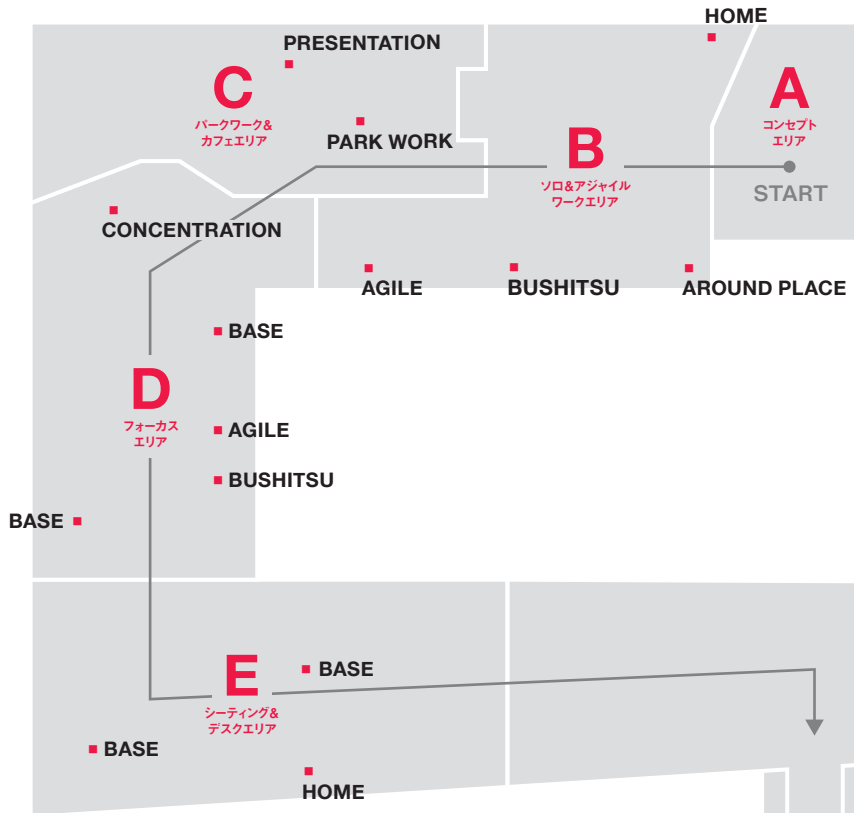 HOME
PRESENTATION
C
パークワーク&
カフェエリア
A
コンセプト
エリア
PARK WORK
B
ソロ&アジャイル
ワークエリア
START
CONCENTRATION
AGILE
BUSHITSU
AROUND PLACE
BASE
D
フォーカス
エリア
AGILE
BUSHITSU
BASE
E
シーティング&
デスクエリア
BASE
BASE
HOME